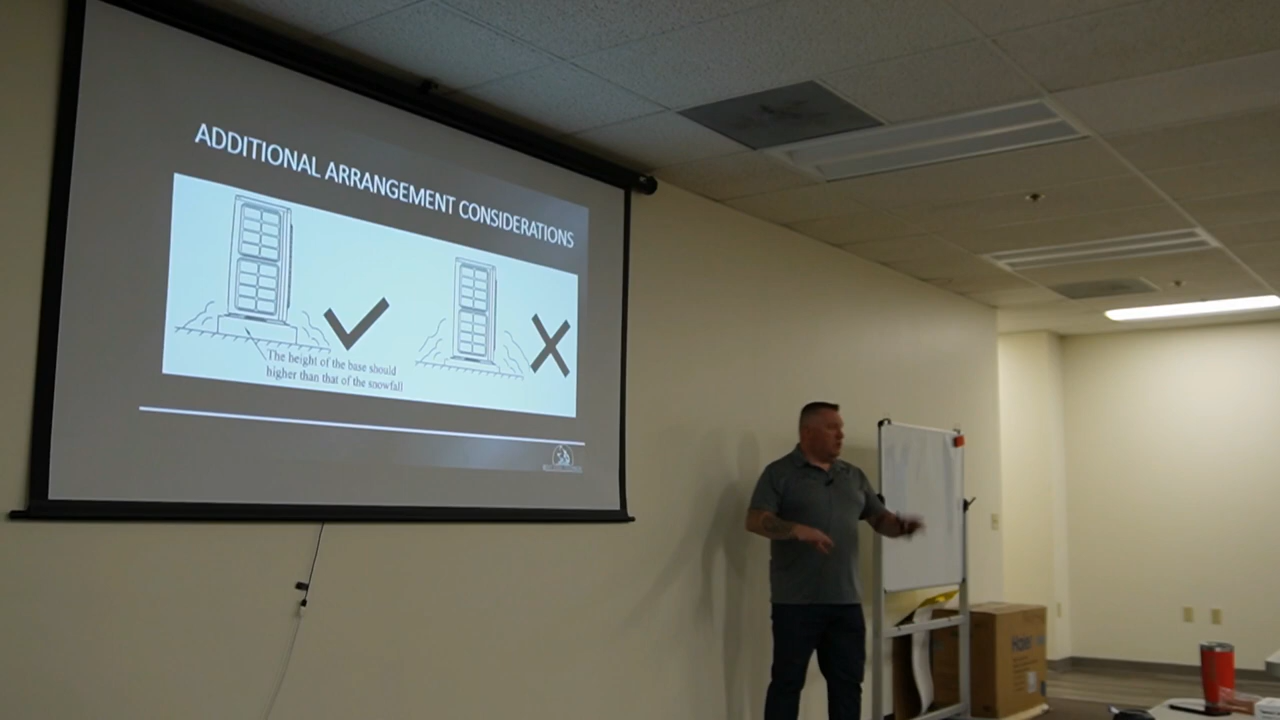 ADDITIONAL ARRANGEMENT CONSIDERATIONS
The height of the base should
higher than that of the snowfall